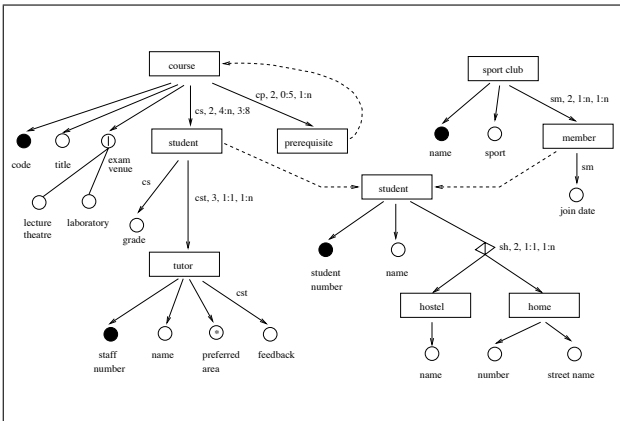 course
sport club
cp, 2, 0:5, 1:n
cs, 2, 4:n, 3:8
sm, 2, 1:n, 1:n
student
prerequisite
member
code
title
exam
venue
name
sport
sm
join date
cs
cst, 3, 1:1, 1:n
student
lecture
theatre
laboratory
grade
tutor
student
number
name
sh, 2, 1:1, 1:n
cst
hostel
home
staff
number
name
*
preferred
area
feedback
name
number
street name